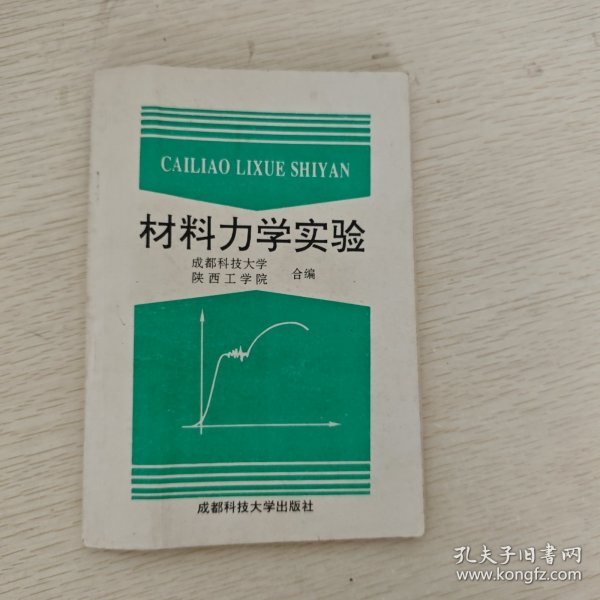 CAILIAO LIXUE SHIYAN
材料力学实验
成都科技大学
陕西工学院
合编
成都科技大学出版社
孔夫子旧书网
www.kongfz.com